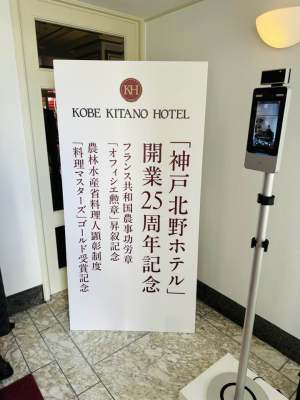 KH
KOBE KITANO HOTEL
「神戸北野ホテル」
開業25周年記念
フランス共和国農事功労章
「オフィシエ勲章」昇叙記念
農林水産省料理人顕彰制度
「料理マスターズ」ゴールド受賞記念